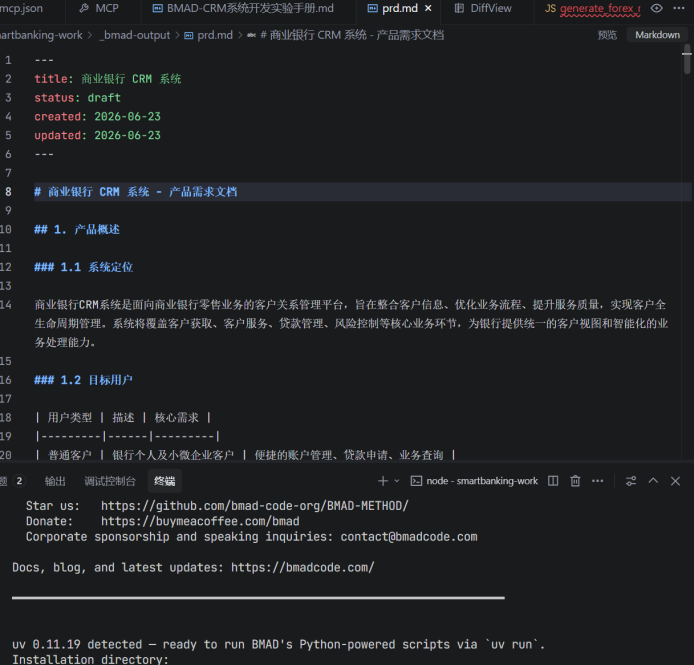 mcp.json
MCP
BMAD-CRM系统开发实验手册.md
prd.md ×
DiffView
JS generate_forex_
martbanking-work > _bmad-output > prd.md > # 商业银行 CRM 系统 - 产品需求文档
预览 Markdown
1 ---
2 title: 商业银行 CRM 系统
3 status: draft
4 created: 2026-06-23
5 updated: 2026-06-23
6 ---
7
8 # 商业银行 CRM 系统 - 产品需求文档
9
10 ## 1. 产品概述
11
12 ### 1.1 系统定位
13
14 商业银行CRM系统是面向商业银行零售业务的客户关系管理平台，旨在整合客户信息、优化业务流程、提升服务质量，实现客户全
生命周期管理。系统将覆盖客户获取、客户服务、贷款管理、风险控制等核心业务环节，为银行提供统一的客户视图和智能化的业
务处理能力。
15
16 ### 1.2 目标用户
17
18 | 用户类型 | 描述 | 核心需求 |
19 |---------|------|---------|
20 | 普通客户 | 银行个人及小微企业客户 | 便捷的账户管理、贷款申请、业务查询 |
题 2 输出 调试控制台 终端
node - smartbanking-work
Star us: https://github.com/bmad-code-org/BMAD-METHOD/
Donate: https://buymeacoffee.com/bmad
Corporate sponsorship and speaking inquiries: contact@bmadcode.com
Docs, blog, and latest updates: https://bmadcode.com/
uv 0.11.19 detected — ready to run BMAD's Python-powered scripts via `uv run`.
Installation directory: